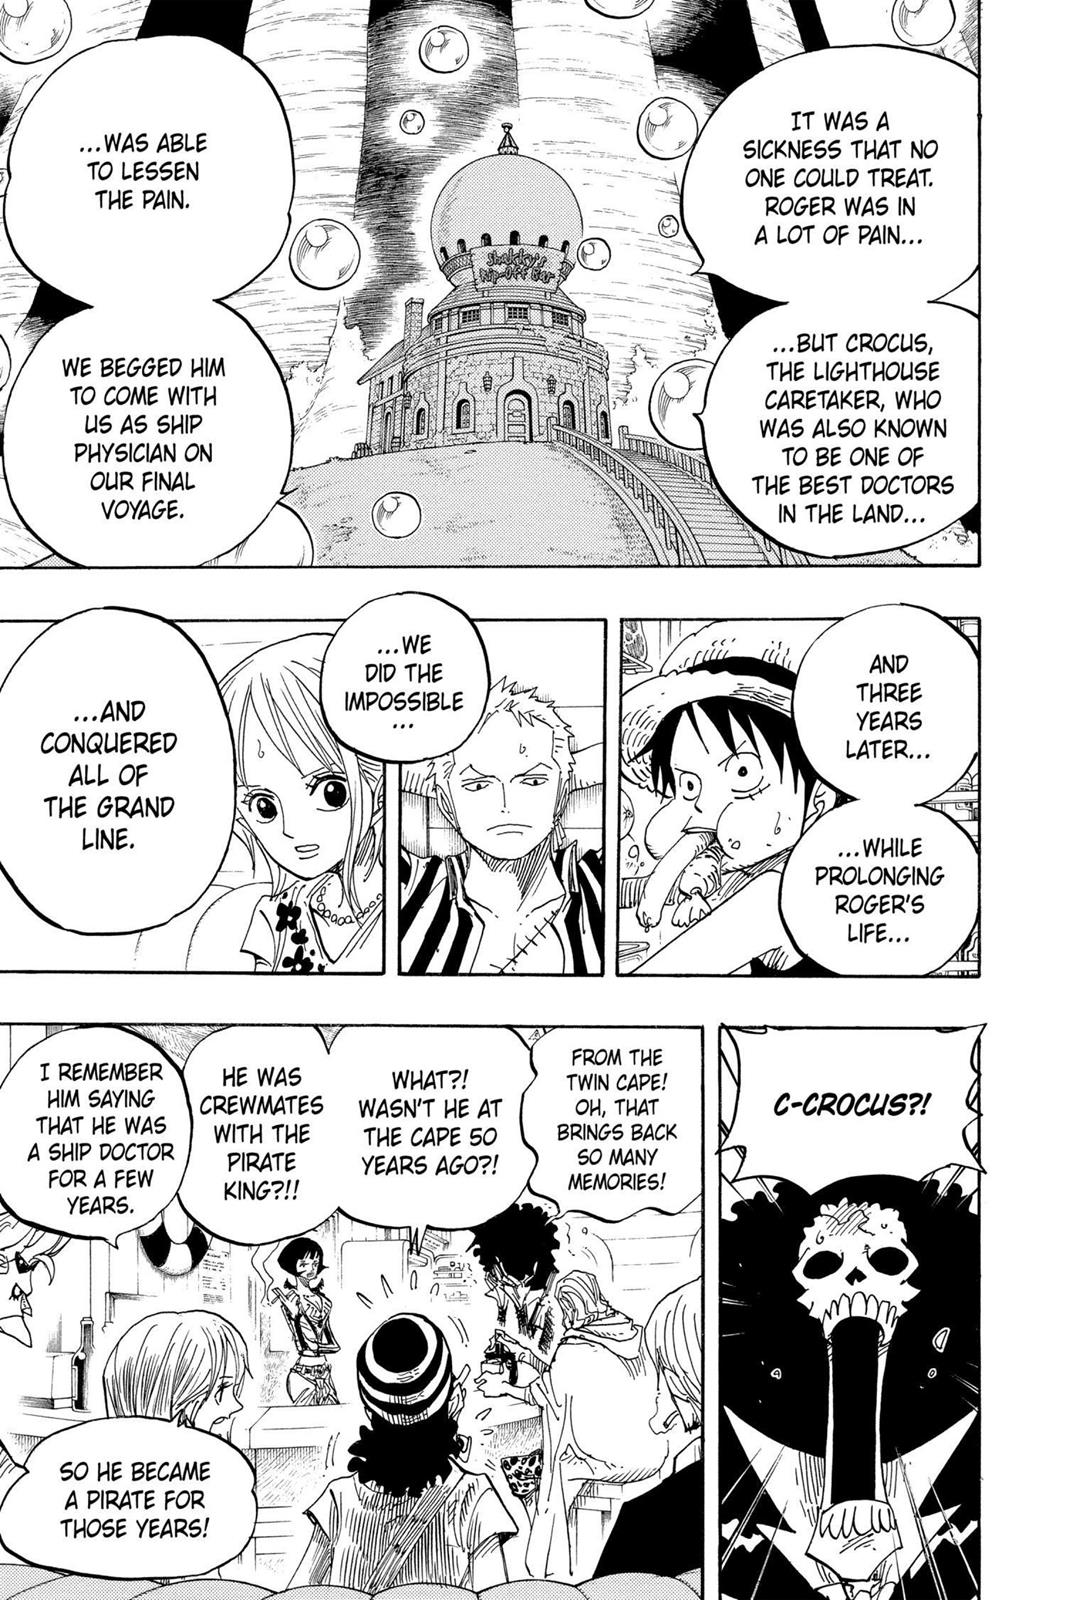 IT WAS A
SICKNESS THAT NO
ONE COULD TREAT.
ROGER WAS IN
A LOT OF PAIN...
...BUT CROCUS,
THE LIGHTHOUSE
CARETAKER, WHO
WAS ALSO KNOWN
TO BE ONE OF
THE BEST DOCTORS
IN THE LAND...
Shakky's
Rip-Off Bar
...WAS ABLE
TO LESSEN
THE PAIN.
WE BEGGED HIM
TO COME WITH
US AS SHIP
PHYSICIAN ON
OUR FINAL
VOYAGE.
AND
THREE
YEARS
LATER...
...WHILE
PROLONGING
ROGER'S
LIFE...
...WE
DID THE
IMPOSSIBLE
...
...AND
CONQUERED
ALL OF
THE GRAND
LINE.
C-CROCUS?!
FROM THE
TWIN CAPE!
OH, THAT
BRINGS BACK
SO MANY
MEMORIES!
WHAT?!
WASN'T HE AT
THE CAPE 50
YEARS AGO?!
HE WAS
CREWMATES
WITH THE
PIRATE
KING?!!
I REMEMBER
HIM SAYING
THAT HE WAS
A SHIP DOCTOR
FOR A FEW
YEARS.
SO HE BECAME
A PIRATE FOR
THOSE YEARS!